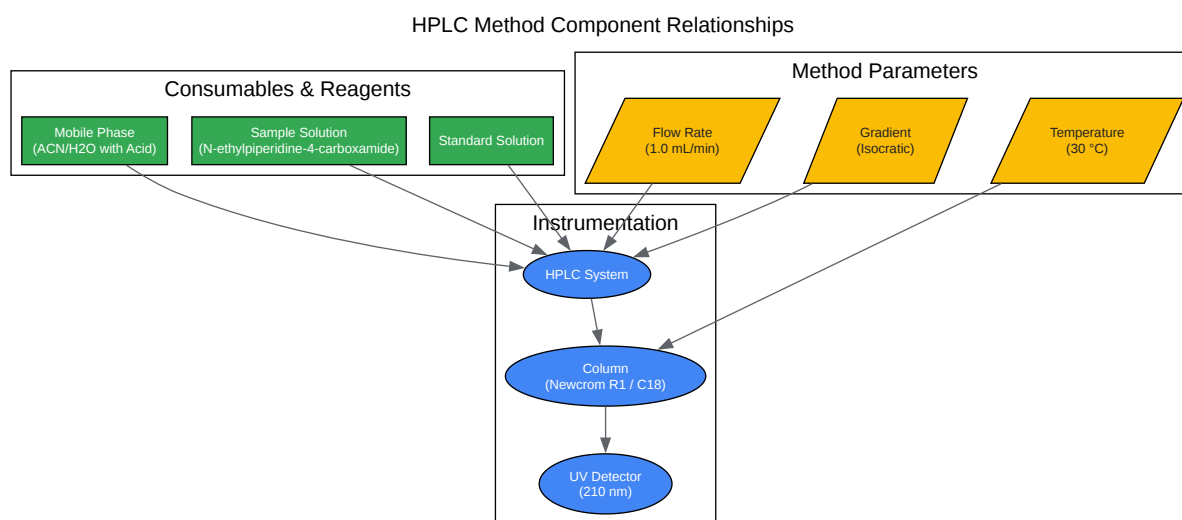 HPLC Method Component Relationships
Consumables & Reagents
Mobile Phase
(ACN/H2O with Acid)
Sample Solution
(N-ethylpiperidine-4-carboxamide)
Standard Solution
Method Parameters
Flow Rate
(1.0 mL/min)
Gradient
(Isocratic)
Temperature
(30 °C)
Instrumentation
HPLC System
Column
(Newcrom R1 / C18)
UV Detector
(210 nm)